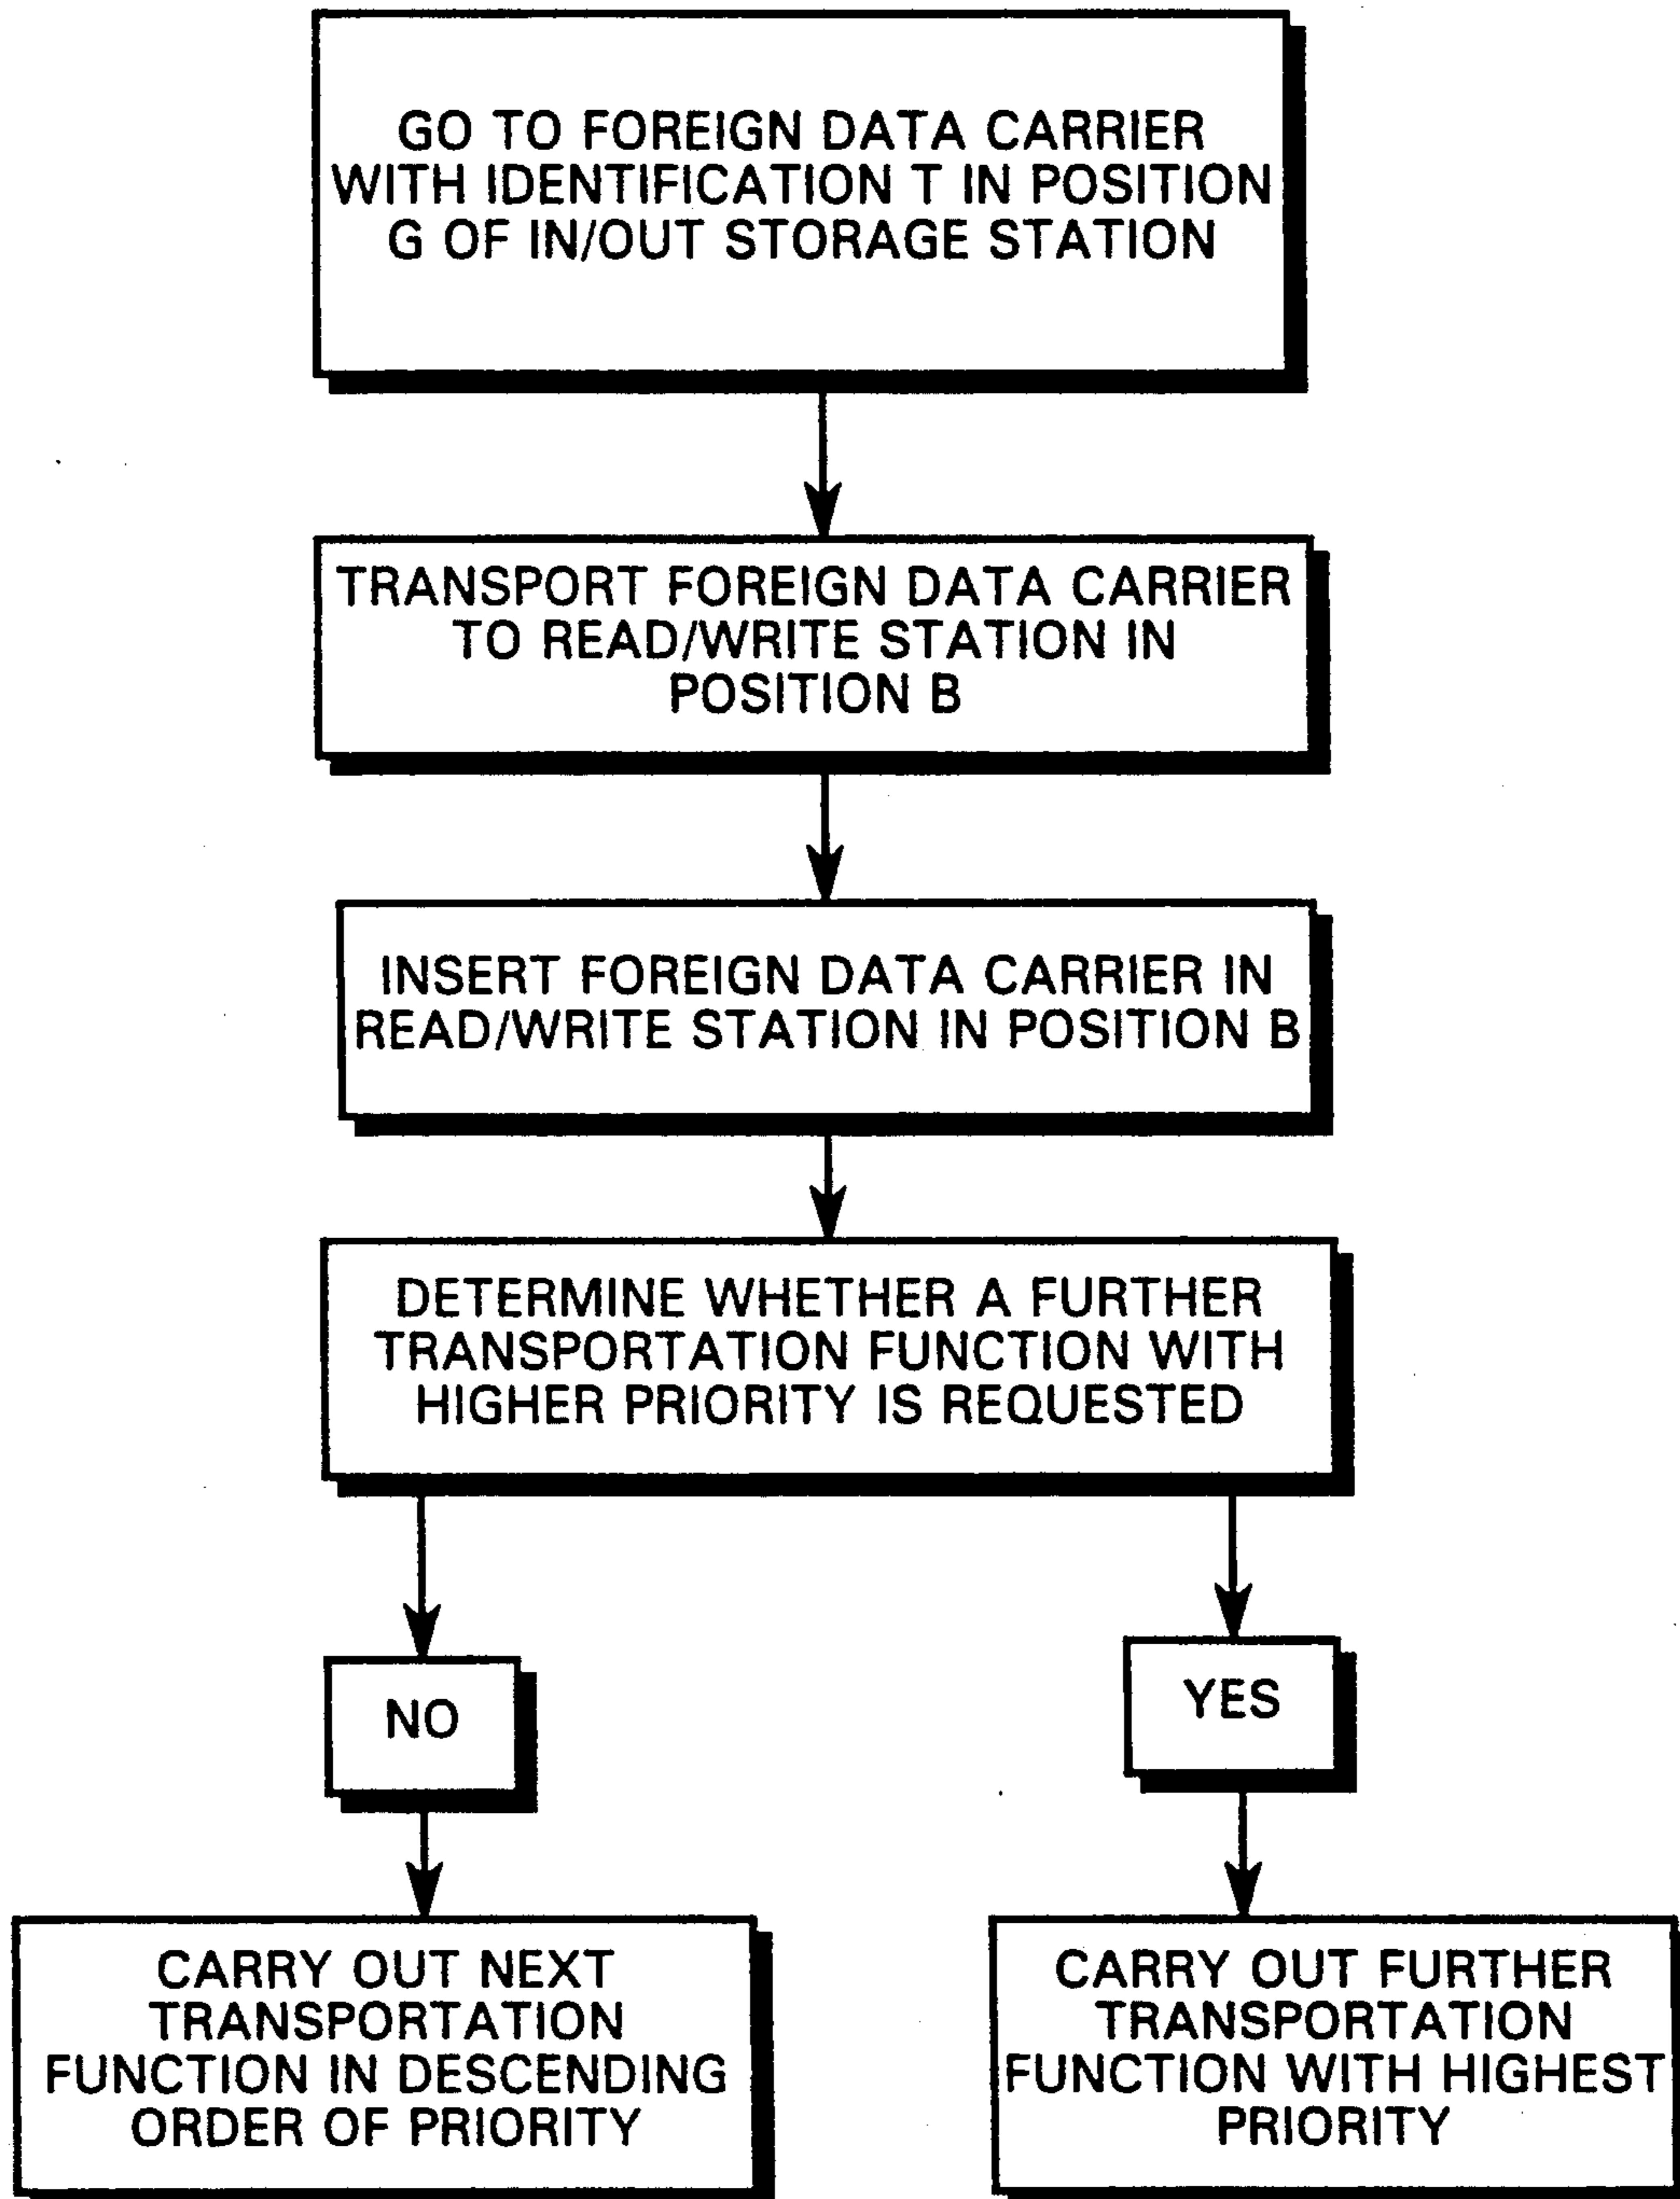 GO TO FOREIGN DATA CARRIER
WITH IDENTIFICATION T IN POSITION
G OF IN/OUT STORAGE STATION
TRANSPORT FOREIGN DATA CARRIER
TO READ/WRITE STATION IN
POSITION B
INSERT FOREIGN DATA CARRIER IN
READ/WRITE STATION IN POSITION B
DETERMINE WHETHER A FURTHER
TRANSPORTATION FUNCTION WITH
HIGHER PRIORITY IS REQUESTED
NO
YES
CARRY OUT NEXT
TRANSPORTATION
FUNCTION IN DESCENDING
ORDER OF PRIORITY
CARRY OUT FURTHER
TRANSPORTATION
FUNCTION WITH HIGHEST
PRIORITY